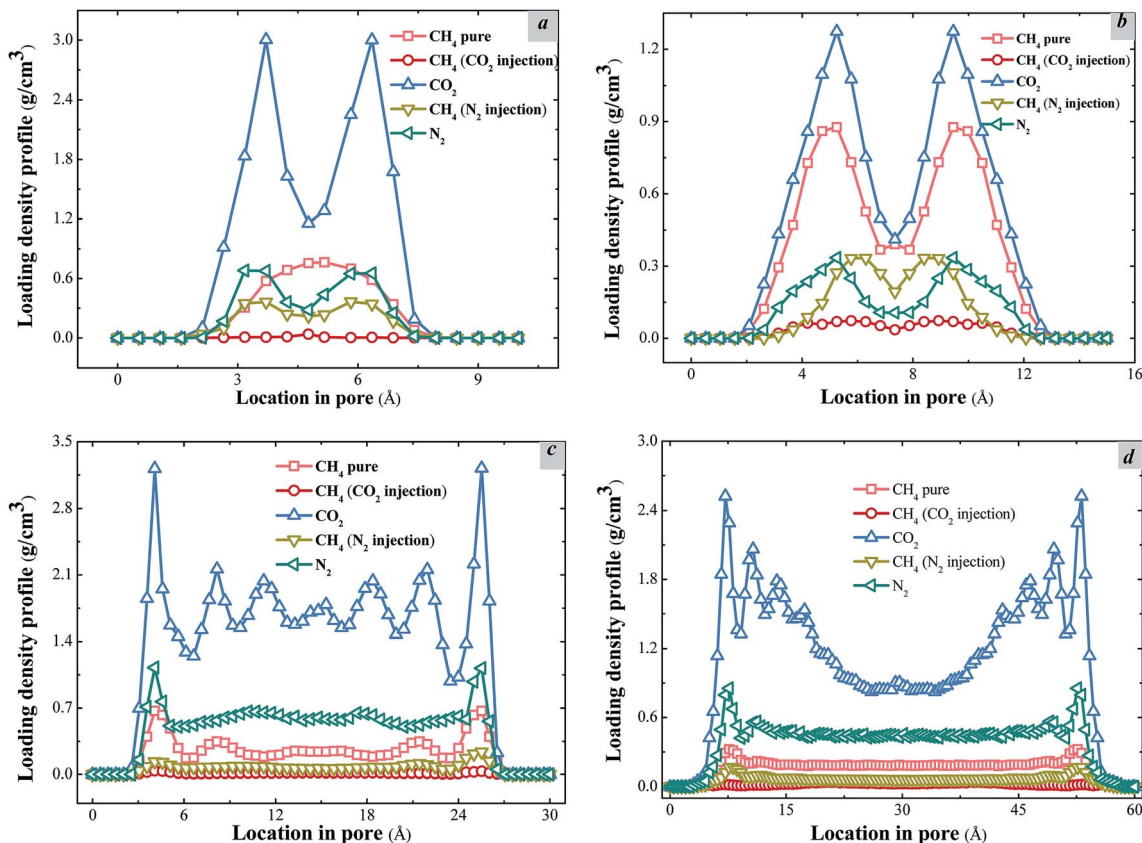 a
3.0
2.4
1.8
1.2
0.6
0.0
Loading density profile (g/cm³)
CH₄ pure
CH₄ (CO₂ injection)
CO₂
CH₄ (N₂ injection)
N₂
0 3 6 9
Location in pore (Å)
b
1.2
0.9
0.6
0.3
0.0
Loading density profile (g/cm³)
CH₄ pure
CH₄ (CO₂ injection)
CO₂
CH₄ (N₂ injection)
N₂
0 4 8 12 16
Location in pore (Å)
c
3.5
2.8
2.1
1.4
0.7
0.0
Loading density profile (g/cm³)
CH₄ pure
CH₄ (CO₂ injection)
CO₂
CH₄ (N₂ injection)
N₂
0 6 12 18 24 30
Location in pore (Å)
d
3.0
2.4
1.8
1.2
0.6
0.0
Loading density profile (g/cm³)
CH₄ pure
CH₄ (CO₂ injection)
CO₂
CH₄ (N₂ injection)
N₂
0 15 30 45 60
Location in pore (Å)